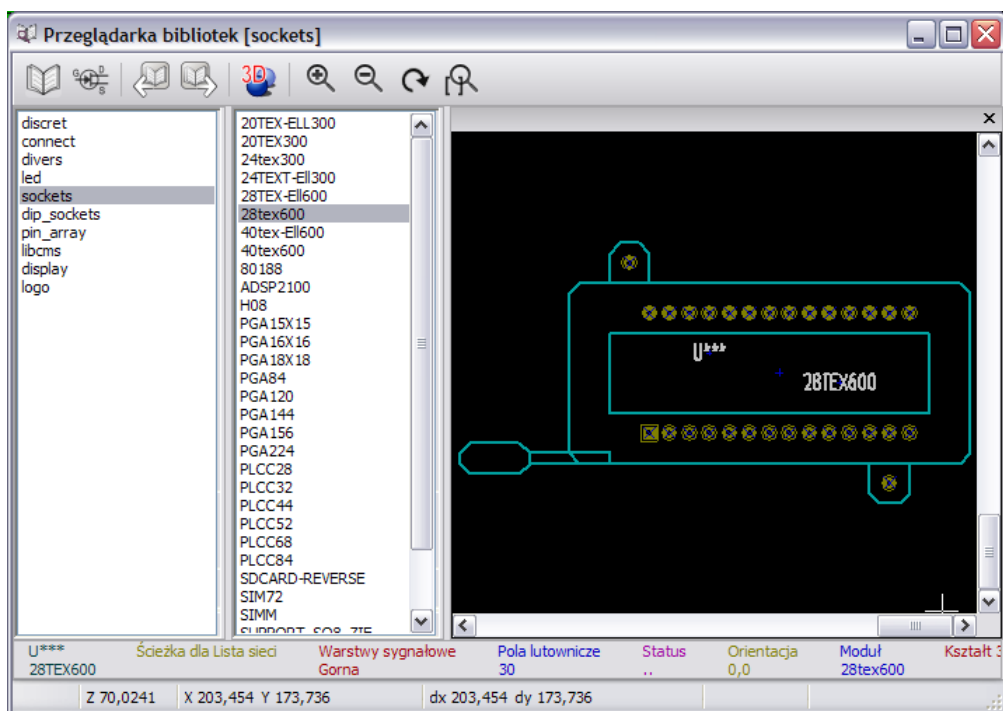 Przeglądarka bibliotek [sockets]
3D
discret
connect
divers
led
sockets
dip_sockets
pin_array
libcms
display
logo
20TEX-ELL300
20TEX300
24tex300
24TEXT-Ell300
28TEX-Ell600
28tex600
40tex-Ell600
40tex600
80188
ADSP2100
H08
PGA15X15
PGA16X16
PGA18X18
PGA84
PGA120
PGA144
PGA156
PGA224
PLCC28
PLCC32
PLCC44
PLCC52
PLCC68
PLCC84
SDCARD-REVERSE
SIM72
SIMM
U***
28TEX600
U*** Ścieżka dla Lista sieci Warstwy sygnałowe Pola lutownicze Status Orientacja Moduł Kształt 3
28TEX600 Gorna 30 .. 0,0 28tex600
Z 70,0241 X 203,454 Y 173,736 dx 203,454 dy 173,736